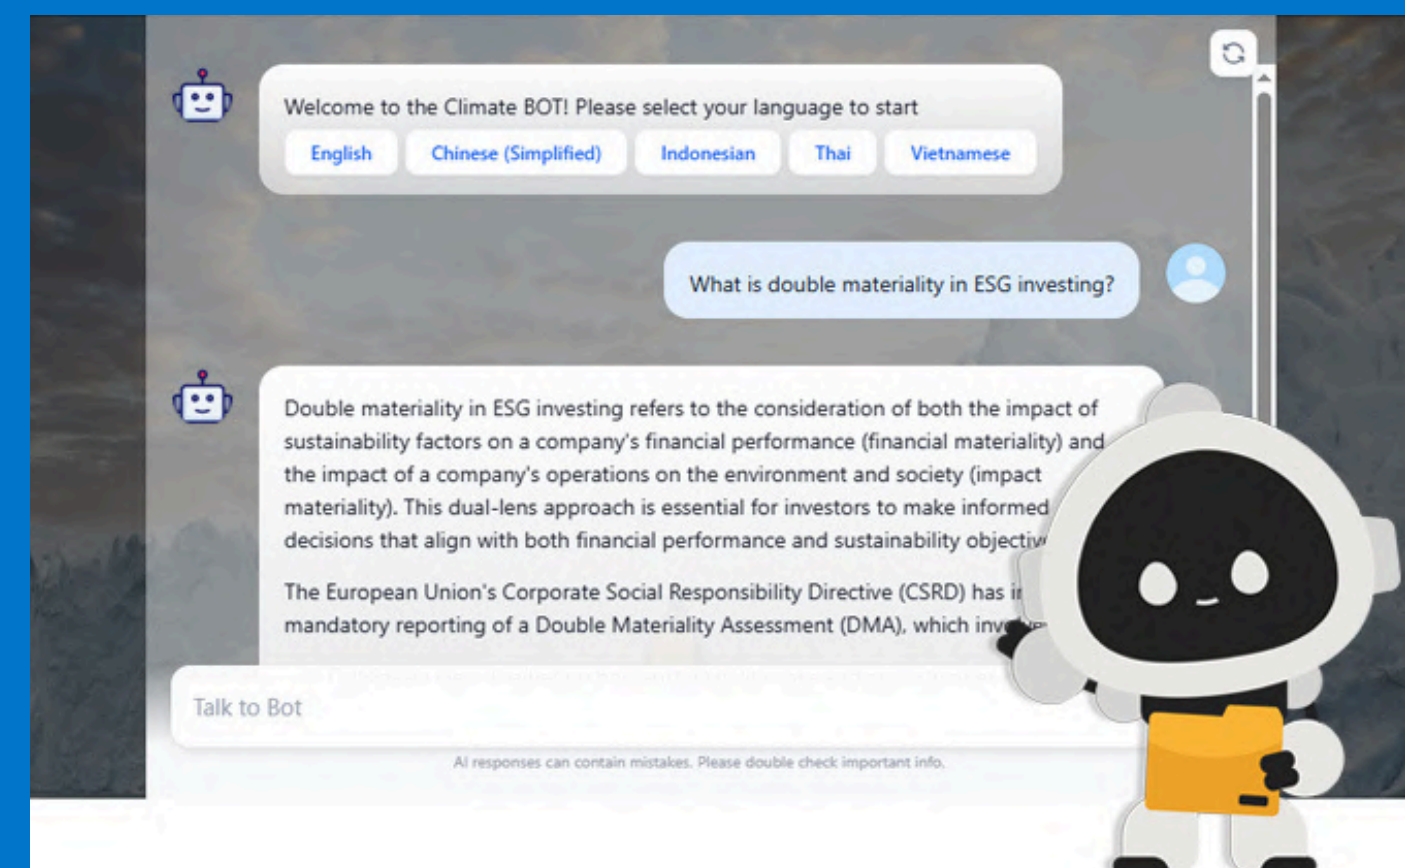 Welcome to the Climate BOT! Please select your language to start
English Chinese (Simplified) Indonesian Thai Vietnamese
What is double materiality in ESG investing?
Double materiality in ESG investing refers to the consideration of both the impact of
sustainability factors on a company's financial performance (financial materiality) and
the impact of a company's operations on the environment and society (impact
materiality). This dual-lens approach is essential for investors to make informed
decisions that align with both financial performance and sustainability
The European Union's Corporate Social Responsibility Directive (CSRD) has
mandatory reporting of a Double Materiality Assessment (DMA), which
Talk to Bot
AI responses can contain mistakes. Please double check important info.